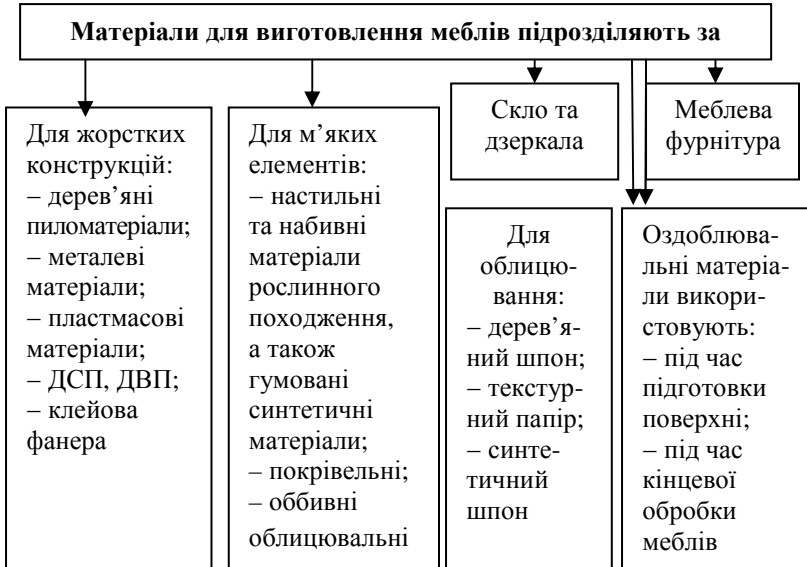 Матеріали для виготовлення меблів підрозділяють за
Для жорстких
конструкцій:
– дерев’яні
пиломатеріали;
– металеві
матеріали;
– пластмасові
матеріали;
– ДСП, ДВП;
– клейова
фанера
Для м’яких
елементів:
– настильні
та набивні
матеріали
рослинного
походження,
а також
гумовані
синтетичні
матеріали;
– покрівельні;
– оббивні
облицювальні
Скло та
дзеркала
Меблева
фурнітура
Для
облицю-
вання:
– дерев’я-
ний шпон;
– текстур-
ний папір;
– синте-
тичний
шпон
Оздоблюва-
льні матеріа-
ли викори-
стовують:
– під час
підготовки
поверхні;
– під час
кінцевої
обробки
меблів